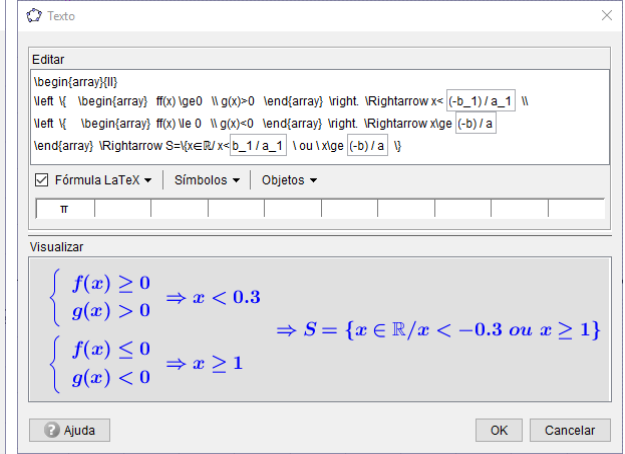 Texto
Editar
\begin{array}{ll}
\left \{ \begin{array} ff(x) \ge0 \\ g(x)>0 \end{array} \right. \Rightarrow x< (-b_1) / a_1 \\
\left \{ \begin{array} ff(x) \le 0 \\ g(x)<0 \end{array} \right. \Rightarrow x\ge (-b) / a
\end{array} \Rightarrow S=\{x∈ℝ/ x< b_1 / a_1 \ ou \ x\ge (-b) / a \}
Fórmula LaTeX Símbolos Objetos
π
Visualizar
f(x) ≥ 0
g(x) > 0
⇒ x < 0.3
⇒ S = {x ∈ ℝ/x < −0.3 ou x ≥ 1}
f(x) ≤ 0
g(x) < 0
⇒ x ≥ 1
Ajuda OK Cancelar